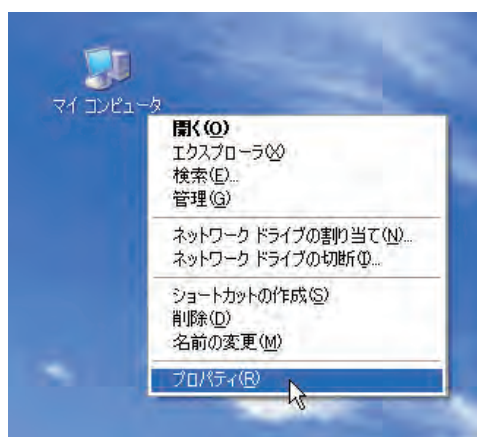 マイ コンピュータ
開く(O)
エクスプローラ(X)
検索(E)...
管理(G)
ネットワーク ドライブの割り当て(N)...
ネットワーク ドライブの切断(I)...
ショートカットの作成(S)
削除(D)
名前の変更(M)
プロパティ(R)